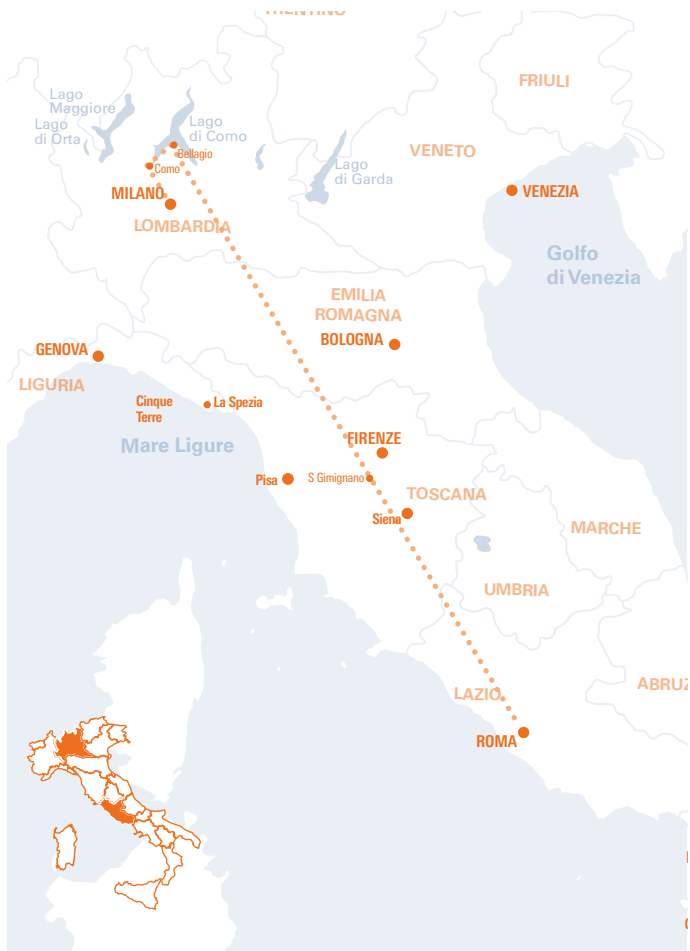 TRENTINO
FRIULI
Lago
Maggiore
Lago
di Orta
Lago
di Como
Bellagio
Como
Lago
di Garda
VENETO
MILANO
VENEZIA
LOMBARDIA
Golfo
di Venezia
EMILIA
ROMAGNA
BOLOGNA
GENOVA
LIGURIA
Cinque
Terre
La Spezia
Mare Ligure
FIRENZE
Pisa
S Gimignano
TOSCANA
Siena
MARCHE
UMBRIA
LAZIO
ABRUZ
ROMA